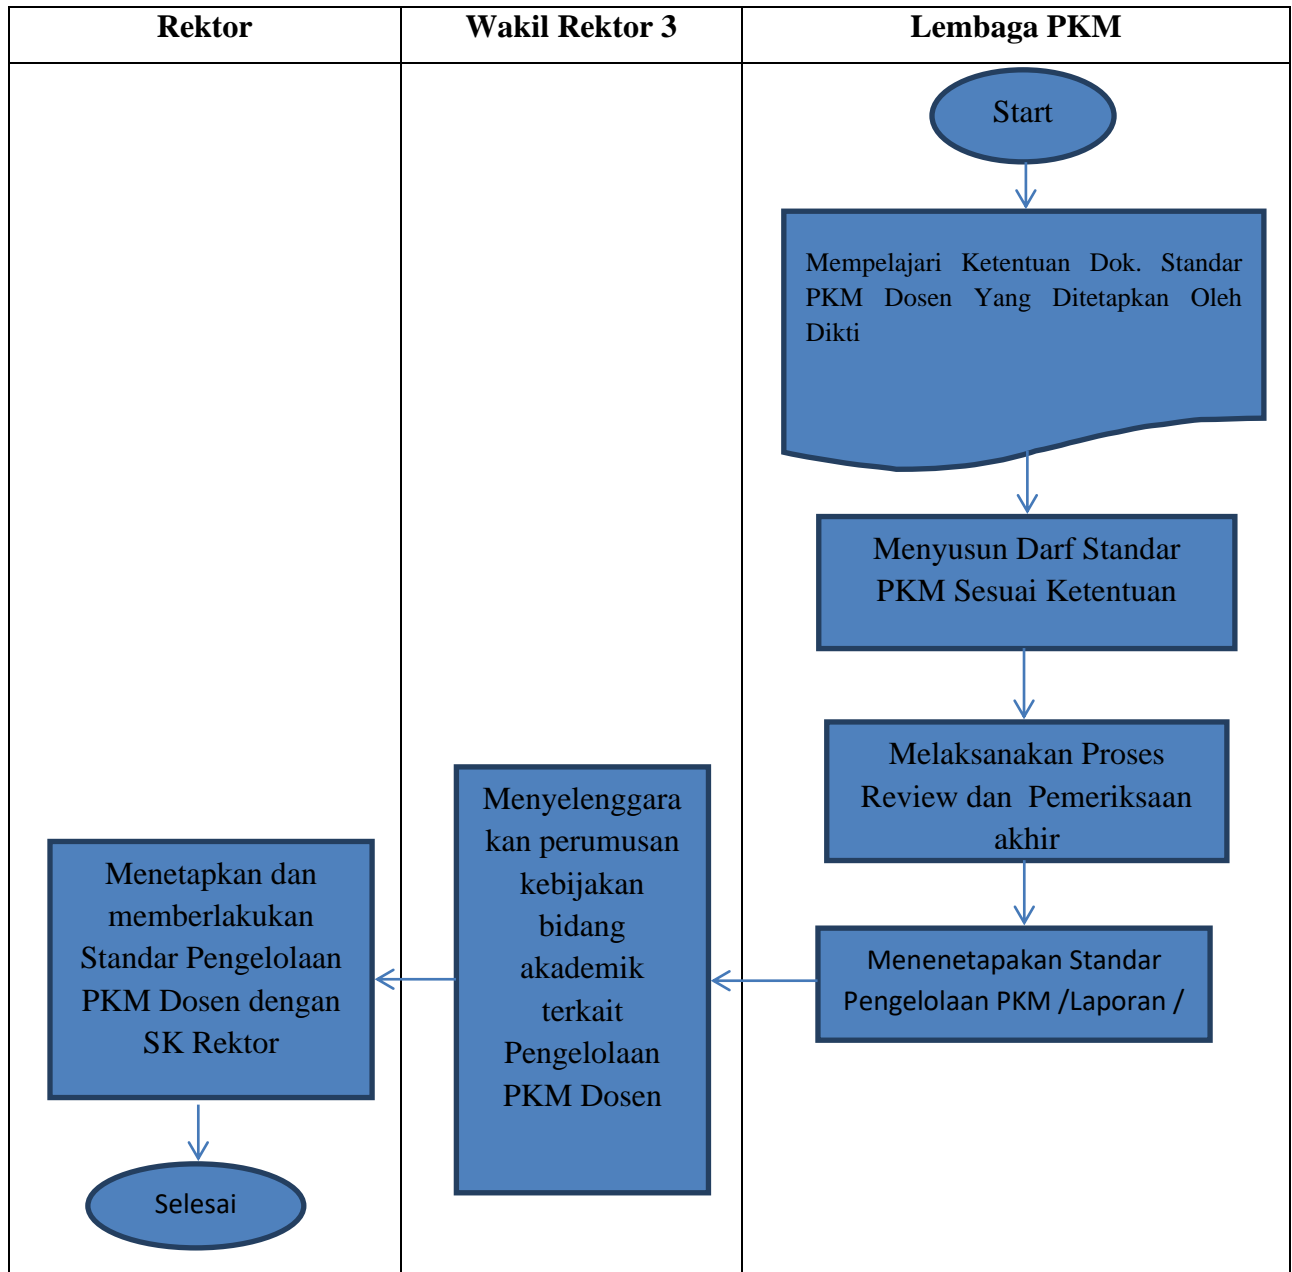 Rektor
Wakil Rektor 3
Lembaga PKM
Start
Mempelajari Ketentuan Dok. Standar
PKM Dosen Yang Ditetapkan Oleh
Dikti
Menyusun Darf Standar
PKM Sesuai Ketentuan
Melaksanakan Proses
Review dan Pemeriksaan
akhir
Menenetapakan Standar
Pengelolaan PKM /Laporan /
Menyelenggara
kan perumusan
kebijakan
bidang
akademik
terkait
Pengelolaan
PKM Dosen
Menetapkan dan
memberlakukan
Standar Pengelolaan
PKM Dosen dengan
SK Rektor
Selesai